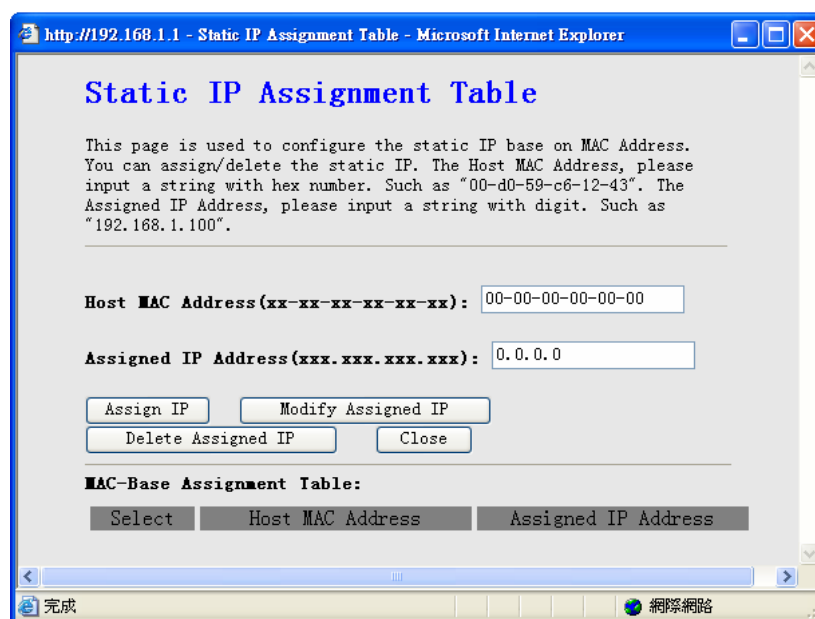 http://192.168.1.1 - Static IP Assignment Table - Microsoft Internet Explorer
Static IP Assignment Table
This page is used to configure the static IP base on MAC Address.
You can assign/delete the static IP. The Host MAC Address, please
input a string with hex number. Such as "00-d0-59-c6-12-43". The
Assigned IP Address, please input a string with digit. Such as
"192.168.1.100".
Host MAC Address(xx-xx-xx-xx-xx-xx): 00-00-00-00-00-00
Assigned IP Address(xxx.xxx.xxx.xxx): 0.0.0.0
Assign IP Modify Assigned IP
Delete Assigned IP Close
MAC-Base Assignment Table:
Select Host MAC Address Assigned IP Address
完成 網際網路